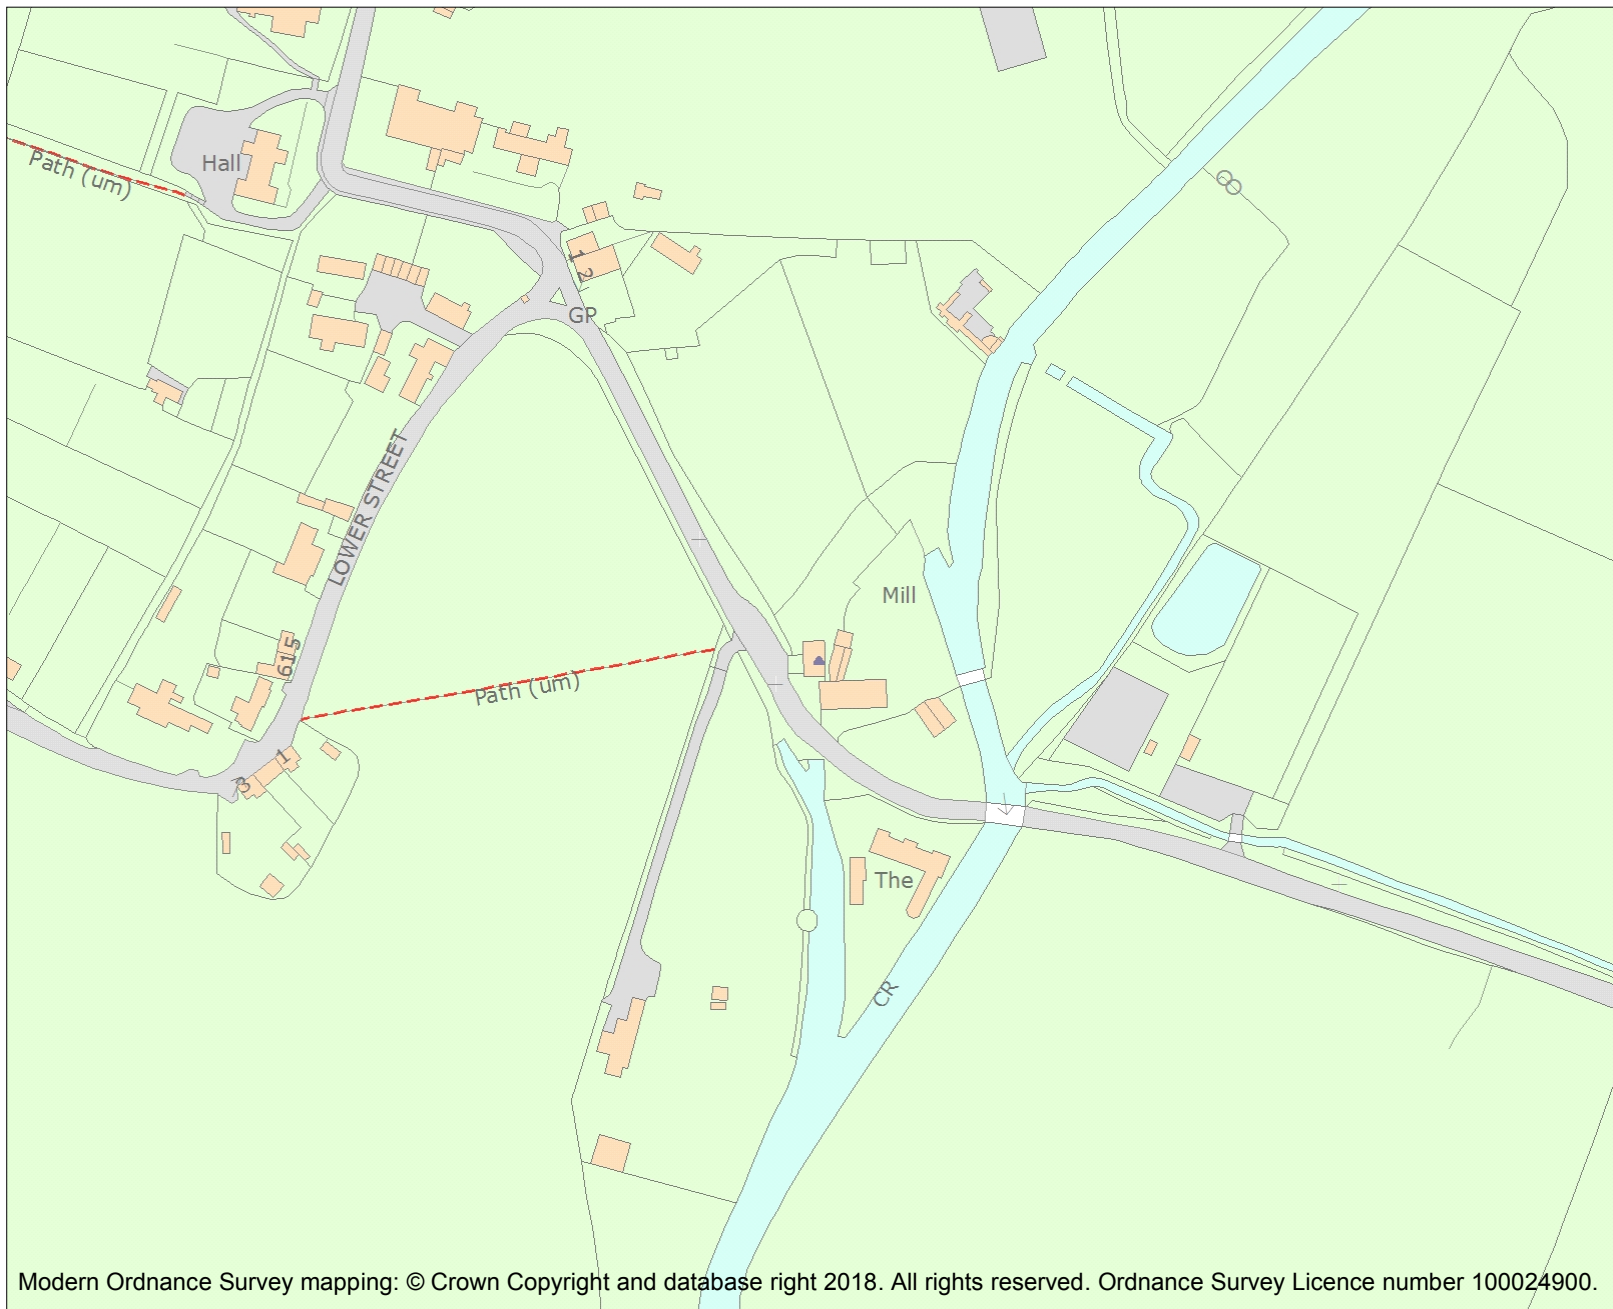 Hall
Path (um)
1
2
GP
LOWER STREET
Mill
615
Path (um)
1
3
The
CR
Modern Ordnance Survey mapping: © Crown Copyright and database right 2018. All rights reserved. Ordnance Survey Licence number 100024900.